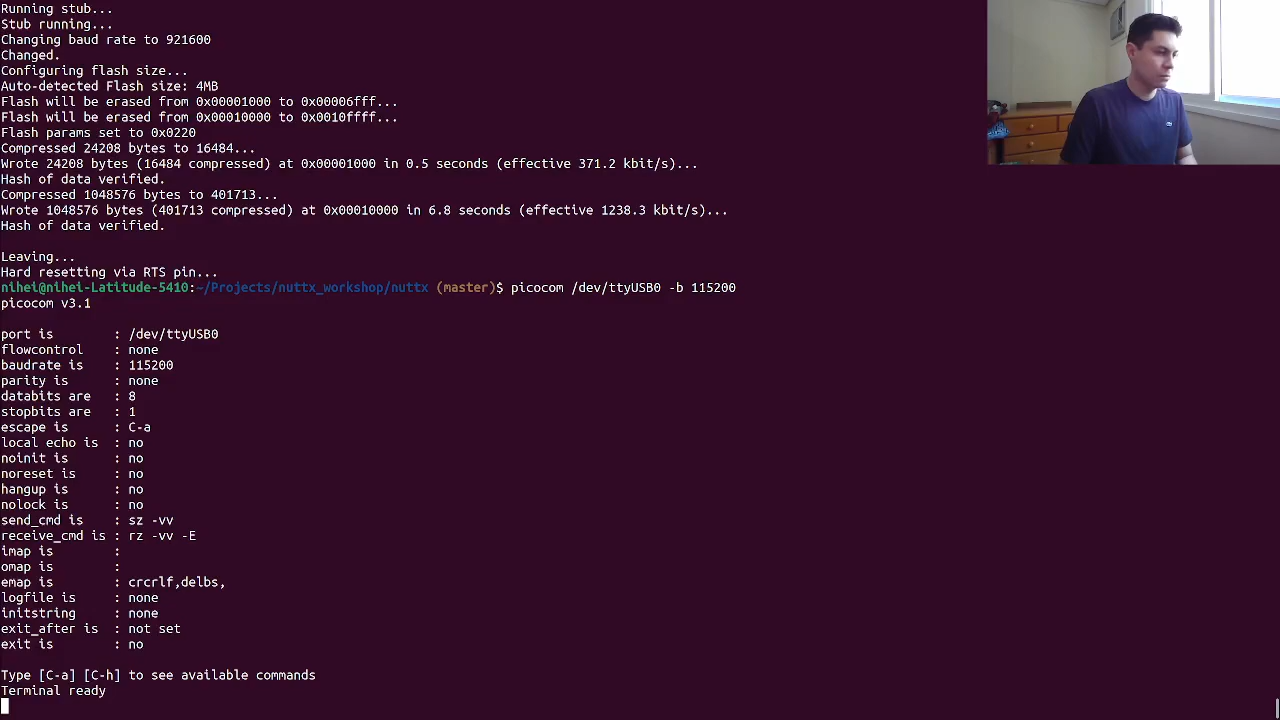 Running stub...
Stub running...
Changing baud rate to 921600
Changed.
Configuring flash size...
Auto-detected Flash size: 4MB
Flash will be erased from 0x00001000 to 0x00006fff...
Flash will be erased from 0x00010000 to 0x0010ffff...
Flash params set to 0x0220
Compressed 24208 bytes to 16484...
Wrote 24208 bytes (16484 compressed) at 0x00001000 in 0.5 seconds (effective 371.2 kbit/s)...
Hash of data verified.
Compressed 1048576 bytes to 401713...
Wrote 1048576 bytes (401713 compressed) at 0x00010000 in 6.8 seconds (effective 1238.3 kbit/s)...
Hash of data verified.
Leaving...
Hard resetting via RTS pin...
nihei@nihei-Latitude-5410:~/Projects/nuttx_workshop/nuttx (master)$ picocom /dev/ttyUSB0 -b 115200
picocom v3.1
port is : /dev/ttyUSB0
flowcontrol : none
baudrate is : 115200
parity is : none
databits are : 8
stopbits are : 1
escape is : C-a
local echo is : no
noinit is : no
noreset is : no
hangup is : no
nolock is : no
send_cmd is : sz -vv
receive_cmd is : rz -vv -E
imap is :
omap is :
emap is : crcrlf,delbs,
logfile is : none
initstring : none
exit_after is : not set
exit is : no
Type [C-a] [C-h] to see available commands
Terminal ready